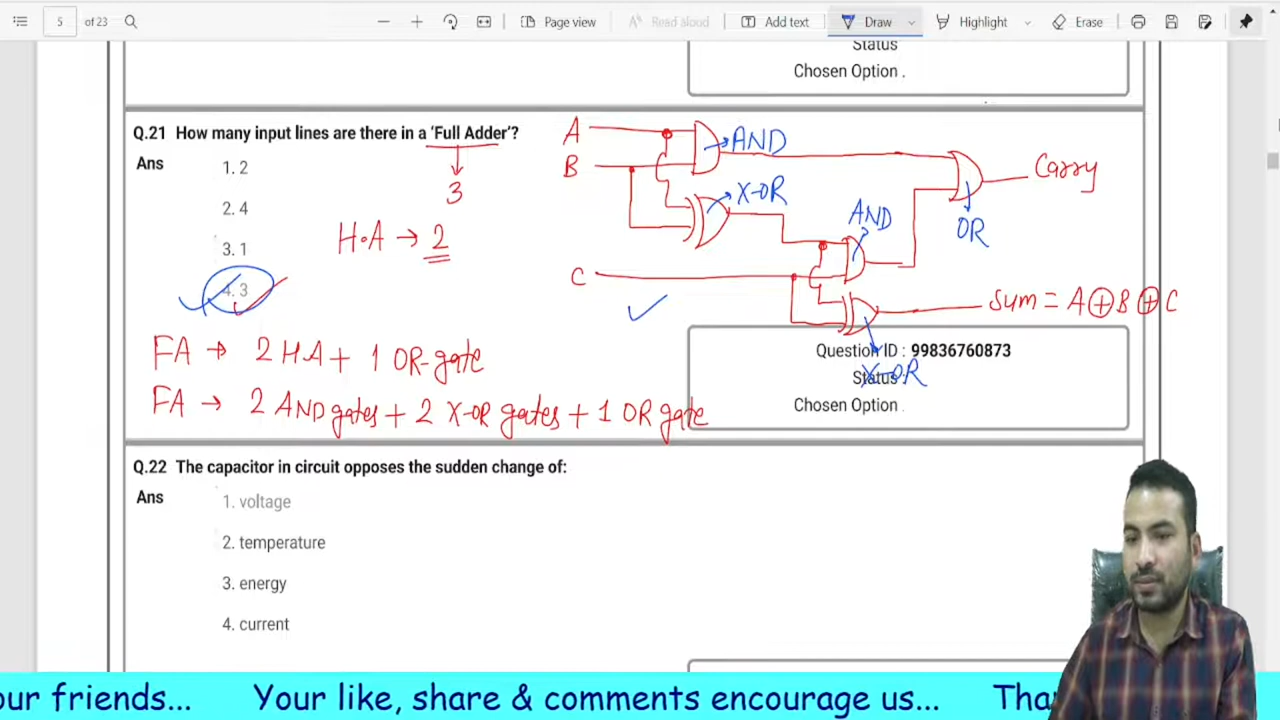 5 of 23
Page view
Read aloud
Add text
Draw
Highlight
Erase
Status
Chosen Option .
Q.21 How many input lines are there in a 'Full Adder'?
Ans
1. 2
2. 4
3. 1
4. 3
3
H.A → 2
A
B
C
AND
X-OR
AND
OR
Carry
Sum = A⊕B⊕C
X-OR
FA → 2 HA + 1 OR-gate
FA → 2 AND gates + 2 X-OR gates + 1 OR gate
Question ID : 99836760873
Status
Chosen Option
Q.22 The capacitor in circuit opposes the sudden change of:
Ans
1. voltage
2. temperature
3. energy
4. current
our friends... Your like, share & comments encourage us... Tha